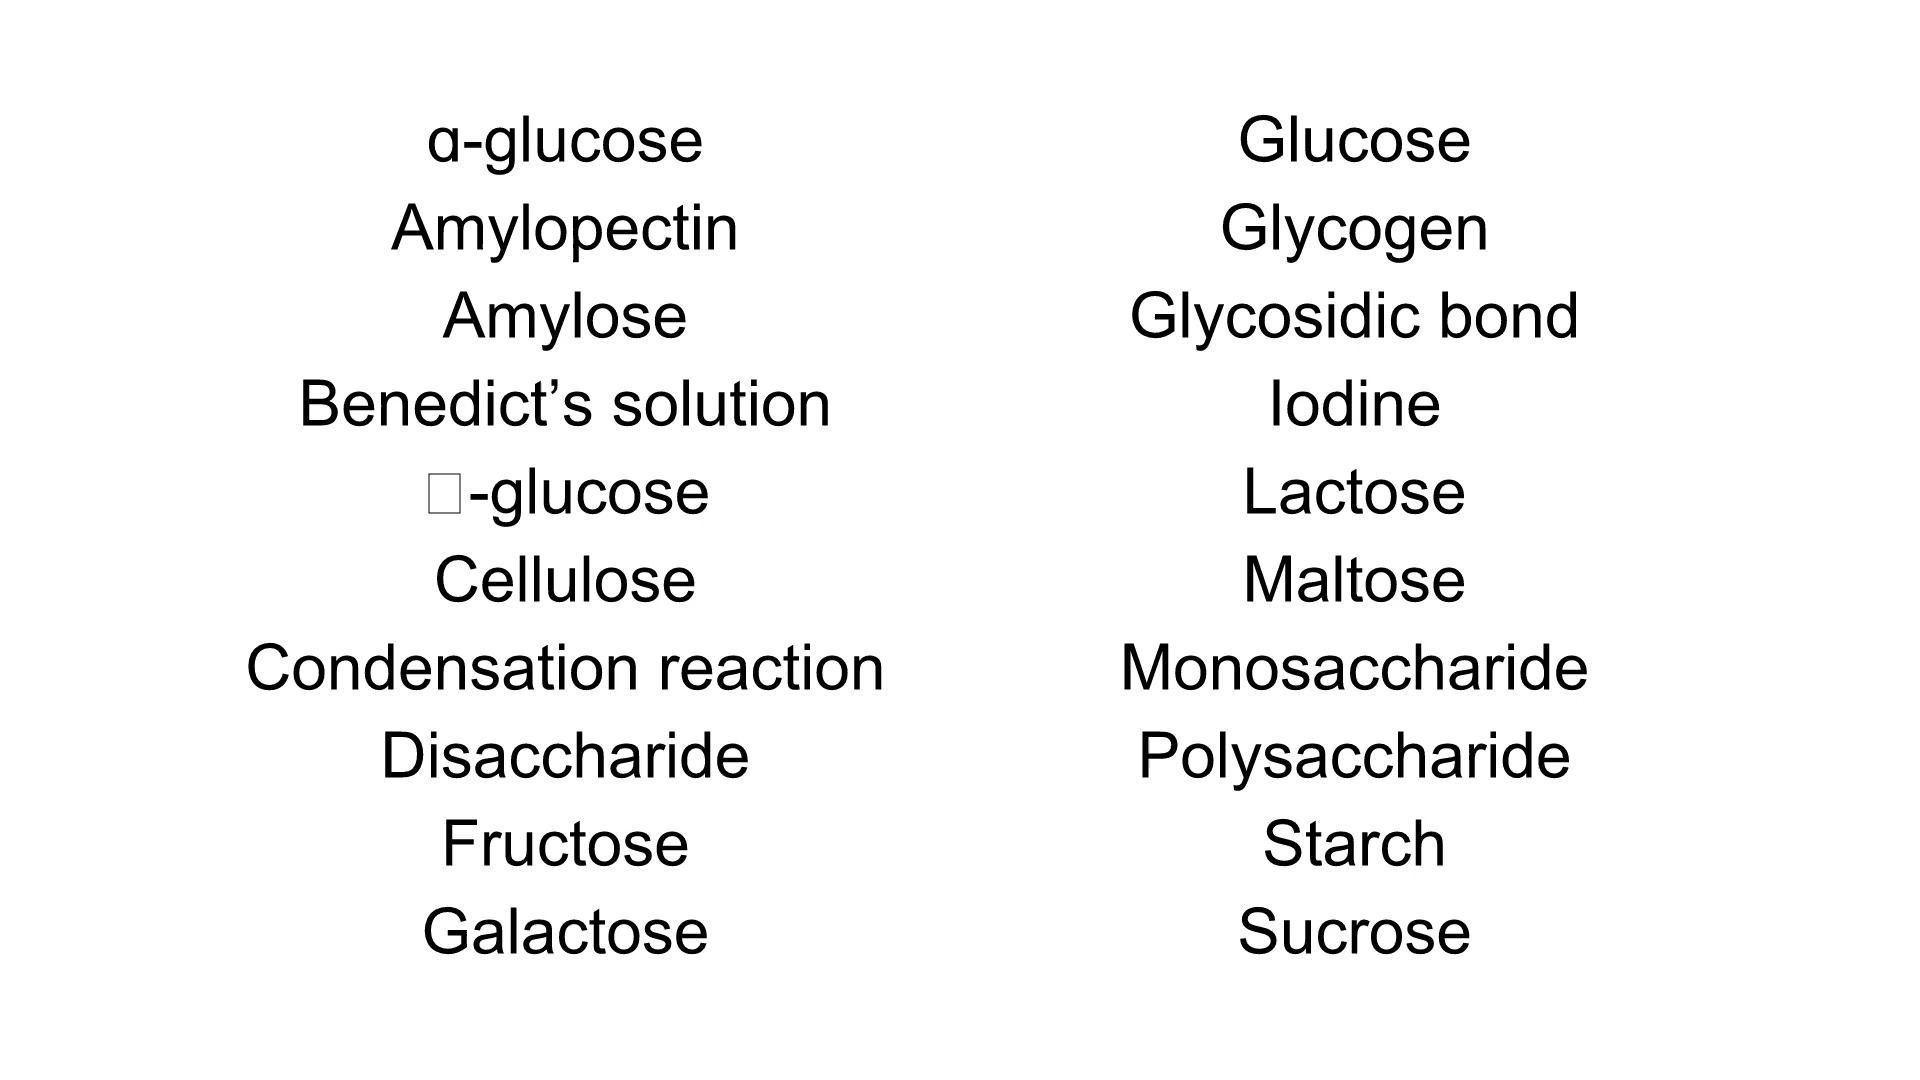 ɑ-glucose
Amylopectin
Amylose
Benedict’s solution
□-glucose
Cellulose
Condensation reaction
Disaccharide
Fructose
Galactose
Glucose
Glycogen
Glycosidic bond
Iodine
Lactose
Maltose
Monosaccharide
Polysaccharide
Starch
Sucrose